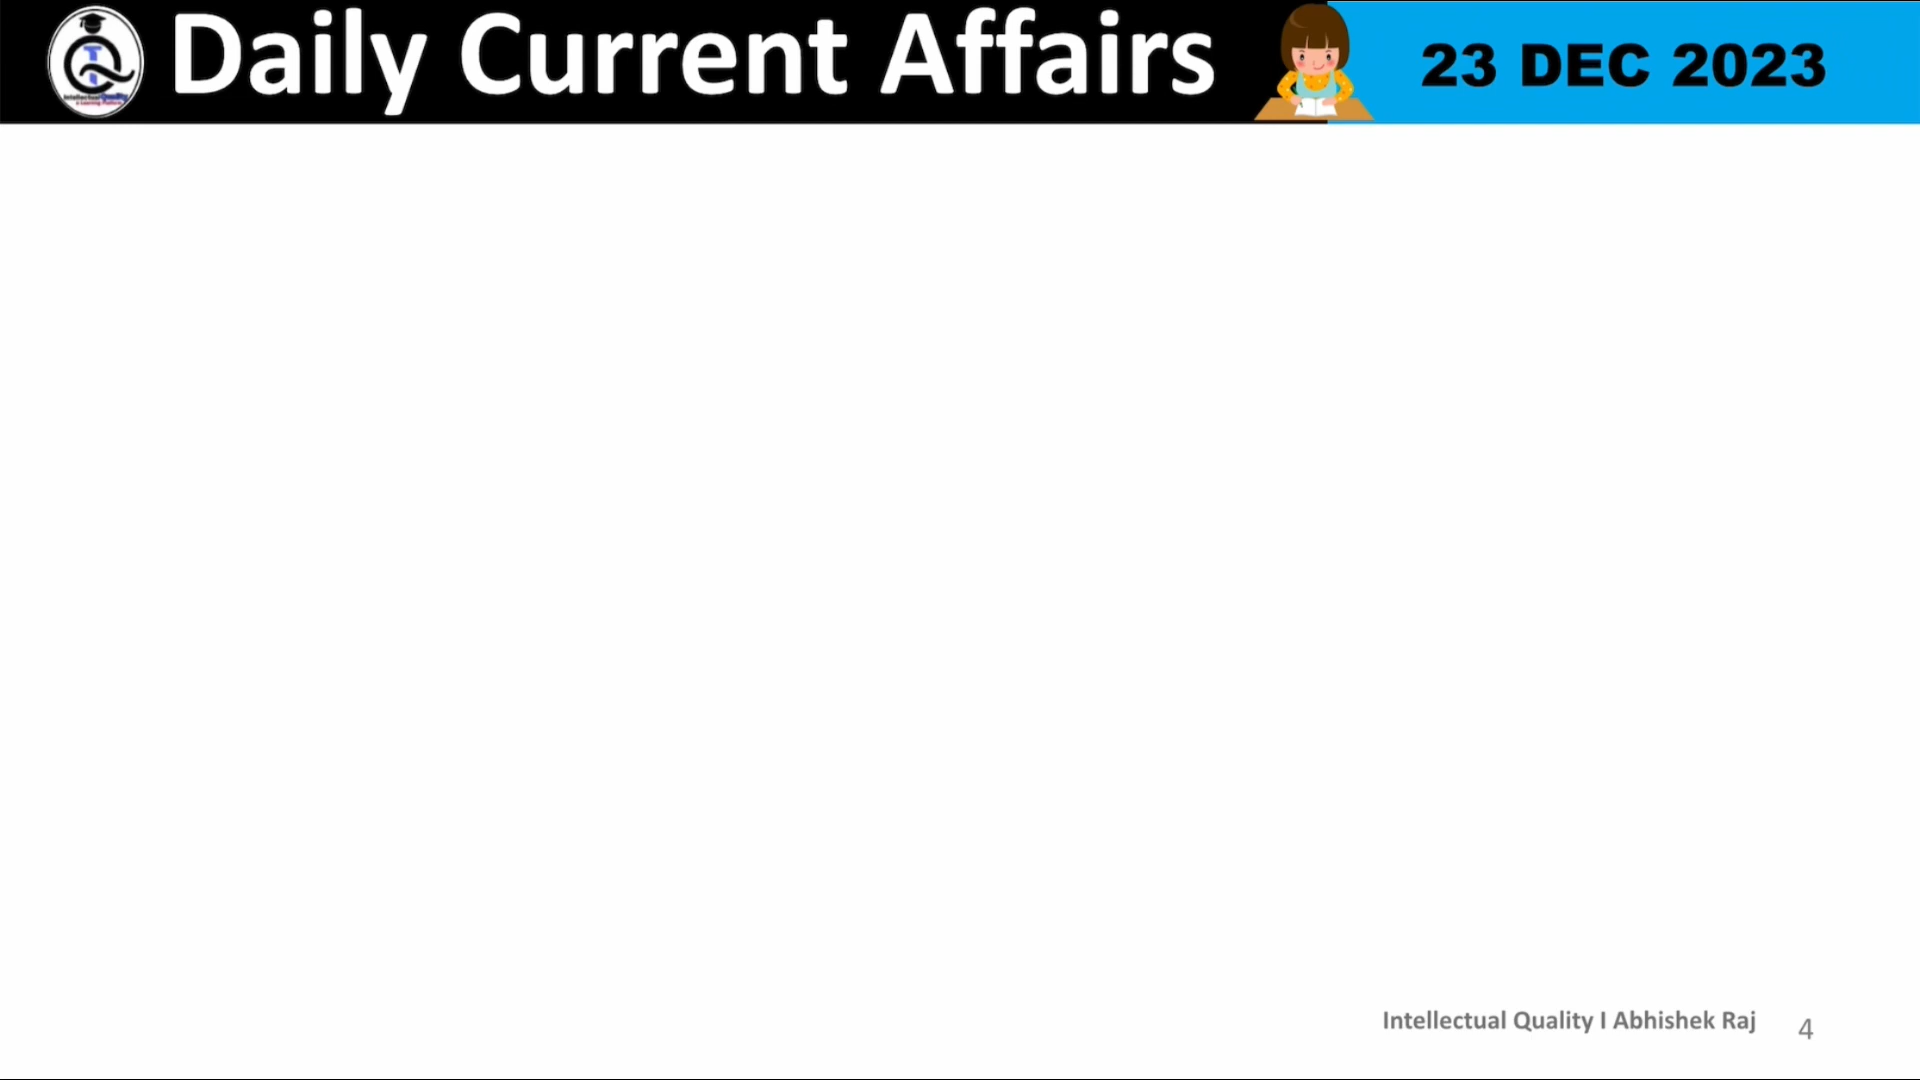 Daily Current Affairs
23 DEC 2023
Intellectual Quality I Abhishek Raj
4